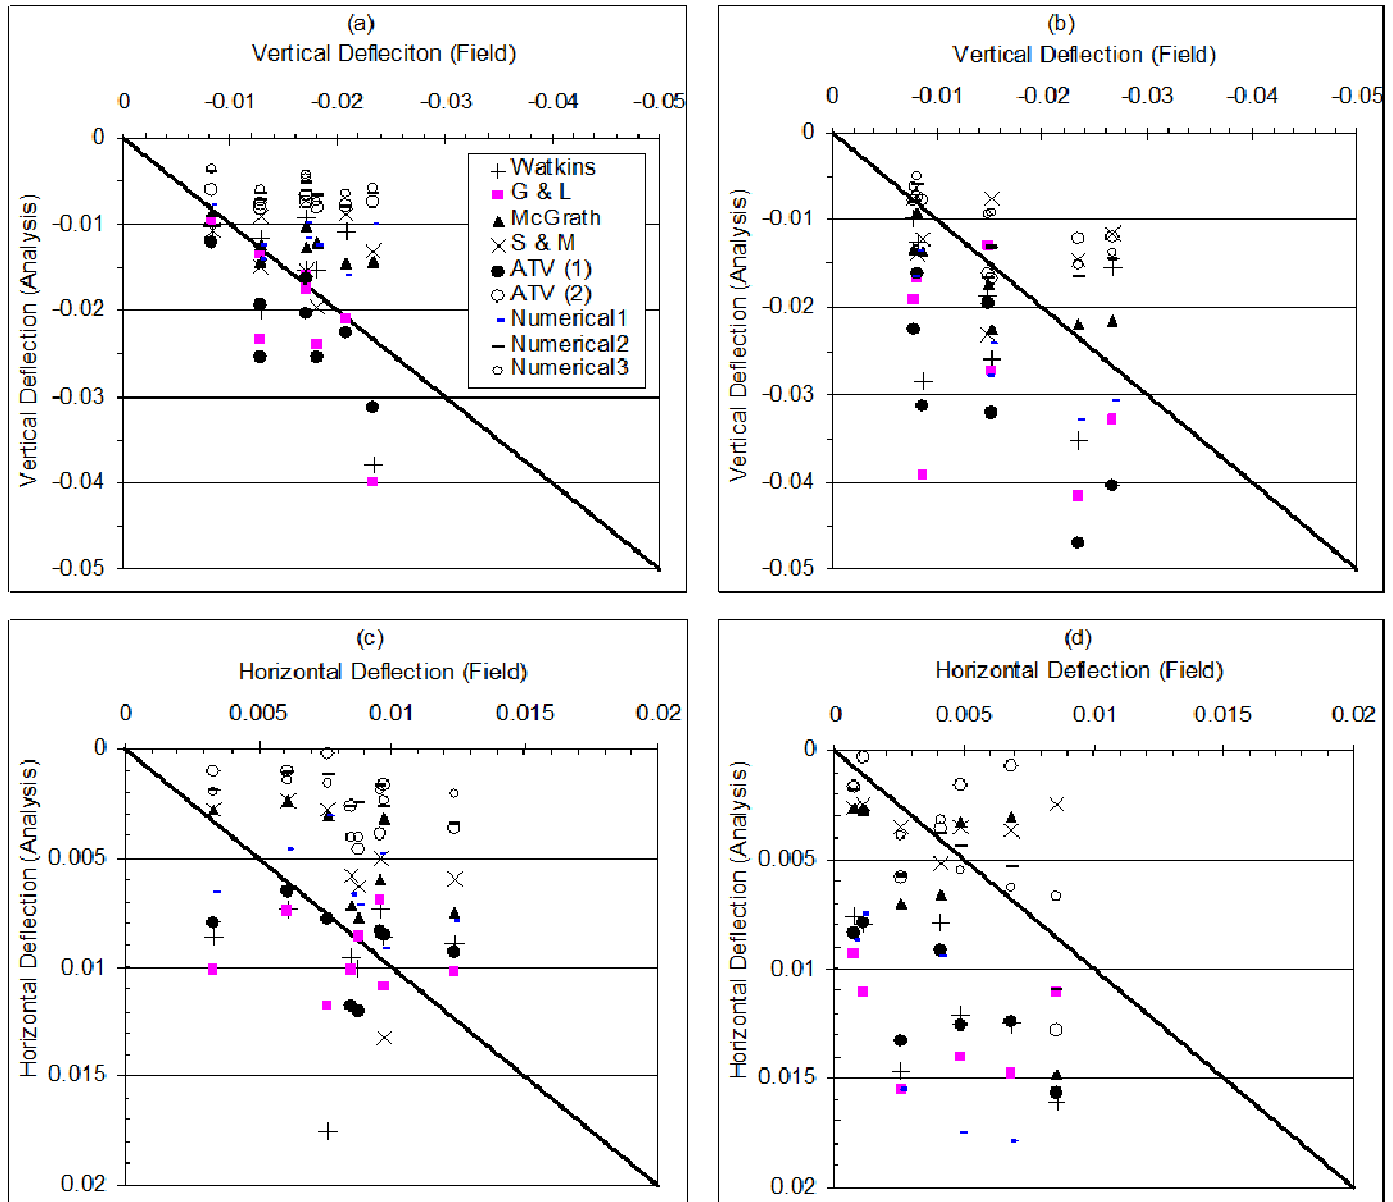 (a)
Vertical Defleciton (Field)
0 -0.01 -0.02 -0.03 -0.04 -0.05
Vertical Deflection (Analysis)
0
-0.01
-0.02
-0.03
-0.04
-0.05
Watkins
G & L
McGrath
S & M
ATV (1)
ATV (2)
Numerical1
Numerical2
Numerical3
(b)
Vertical Deflection (Field)
0 -0.01 -0.02 -0.03 -0.04 -0.05
Vertical Deflection (Analysis)
0
-0.01
-0.02
-0.03
-0.04
-0.05
(c)
Horizontal Deflection (Field)
0 0.005 0.01 0.015 0.02
Horizontal Deflection (Analysis)
0
0.005
0.01
0.015
0.02
(d)
Horizontal Deflection (Field)
0 0.005 0.01 0.015 0.02
Horizontal Deflection (Analysis)
0
0.005
0.01
0.015
0.02